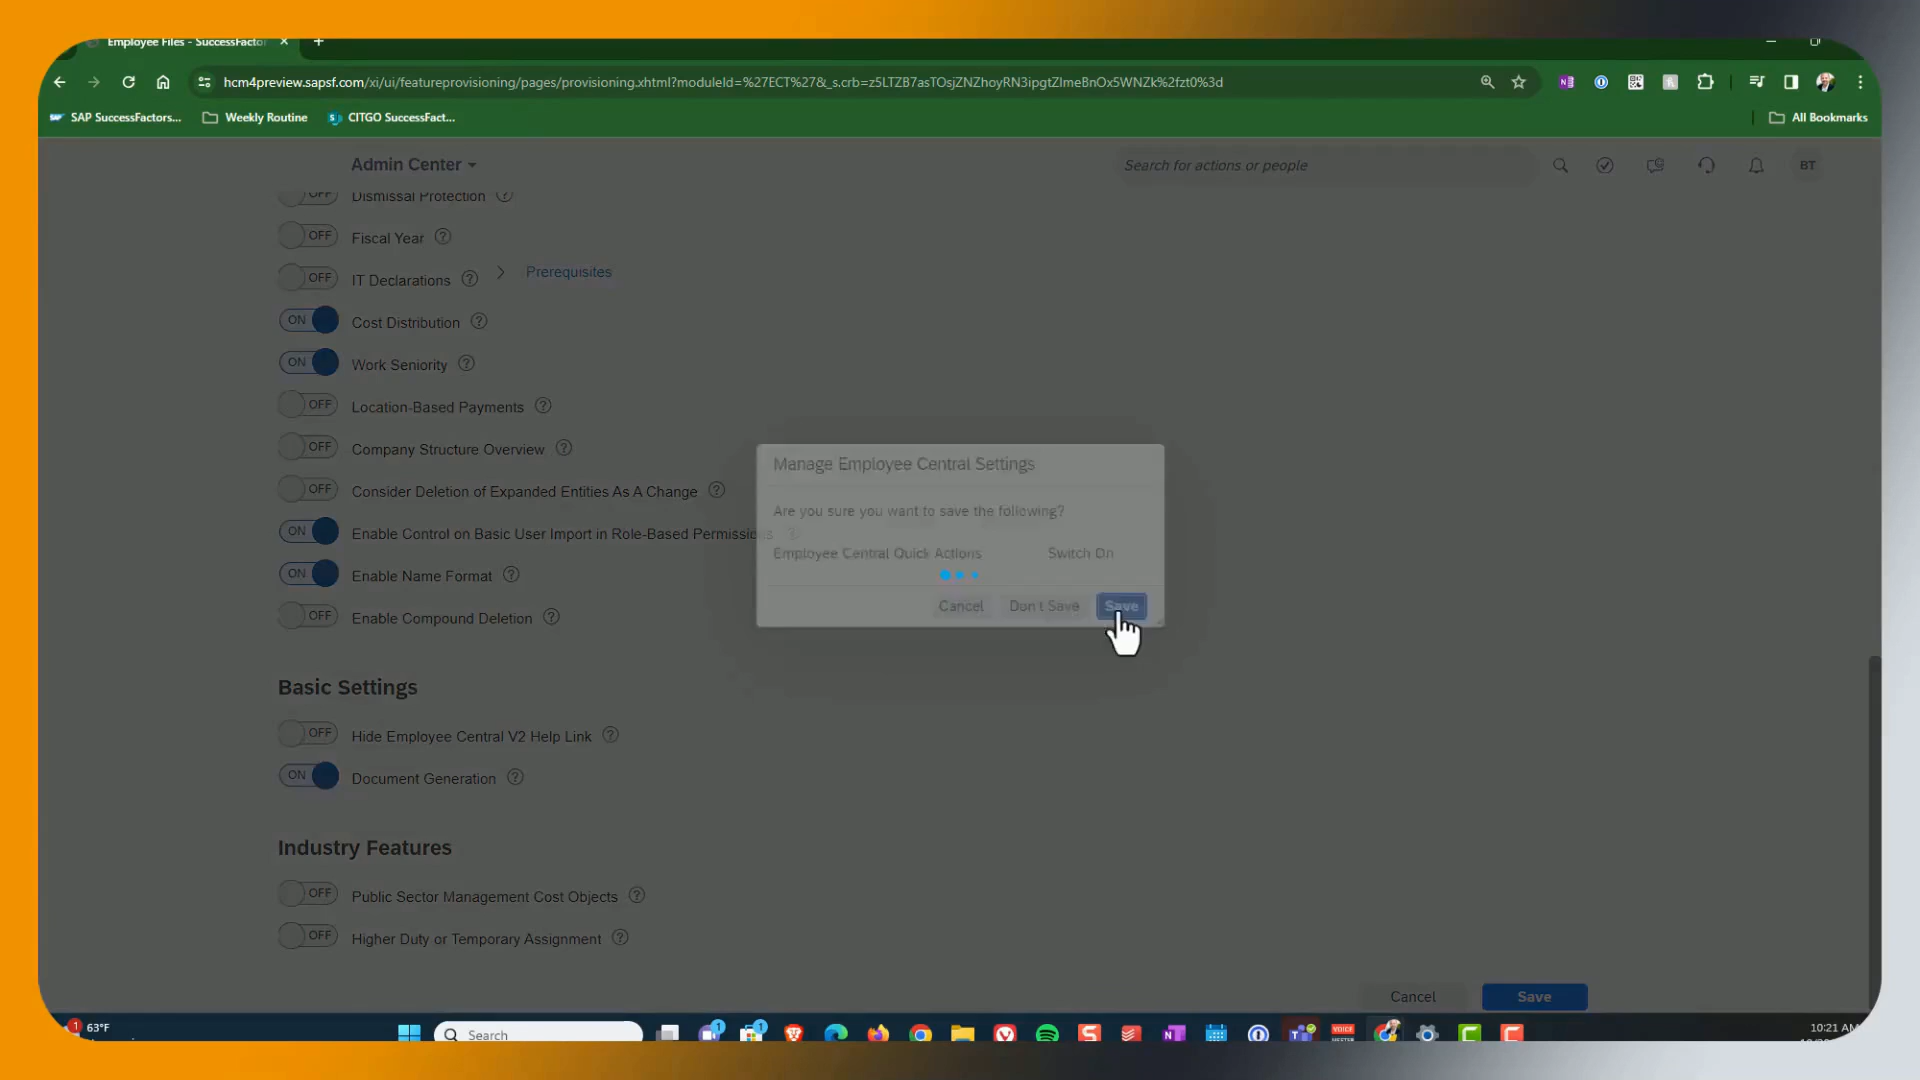 Employee Files - SuccessFactor
hcm4preview.sapsf.com/xi/ui/featureprovisioning/pages/provisioning.xhtml?moduleId=%27ECT%27&_s.crb=z5LTZB7asTOsjZNZhoyRN3ipgtZImeBnOx5WNZk%2fzt0%3d
SAP SuccessFactors...
Weekly Routine
CITGO SuccessFact...
All Bookmarks
Admin Center
Search for actions or people
BT
OFF Dismissal Protection
OFF Fiscal Year
OFF IT Declarations
Prerequisites
ON Cost Distribution
ON Work Seniority
OFF Location-Based Payments
OFF Company Structure Overview
OFF Consider Deletion of Expanded Entities As A Change
ON Enable Control on Basic User Import in Role-Based Permissions
ON Enable Name Format
OFF Enable Compound Deletion
Manage Employee Central Settings
Are you sure you want to save the following?
Employee Central Quick Actions Switch On
Cancel Don't Save Save
Basic Settings
OFF Hide Employee Central V2 Help Link
ON Document Generation
Industry Features
OFF Public Sector Management Cost Objects
OFF Higher Duty or Temporary Assignment
Cancel Save
1 63°F
Search
1
1
VOICE
10:21 AM